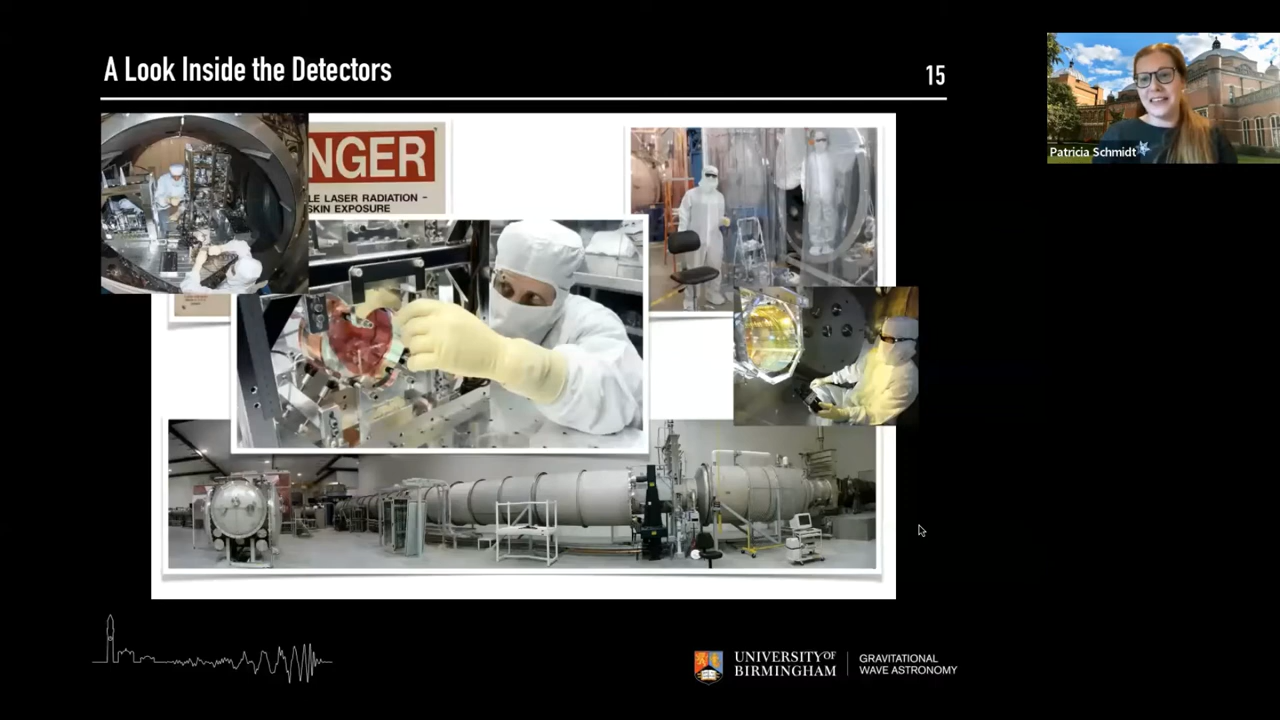 A Look Inside the Detectors
15
Patricia Schmidt
NGER
LE LASER RADIATION –
SKIN EXPOSURE
UNIVERSITY OF
BIRMINGHAM
GRAVITATIONAL
WAVE ASTRONOMY